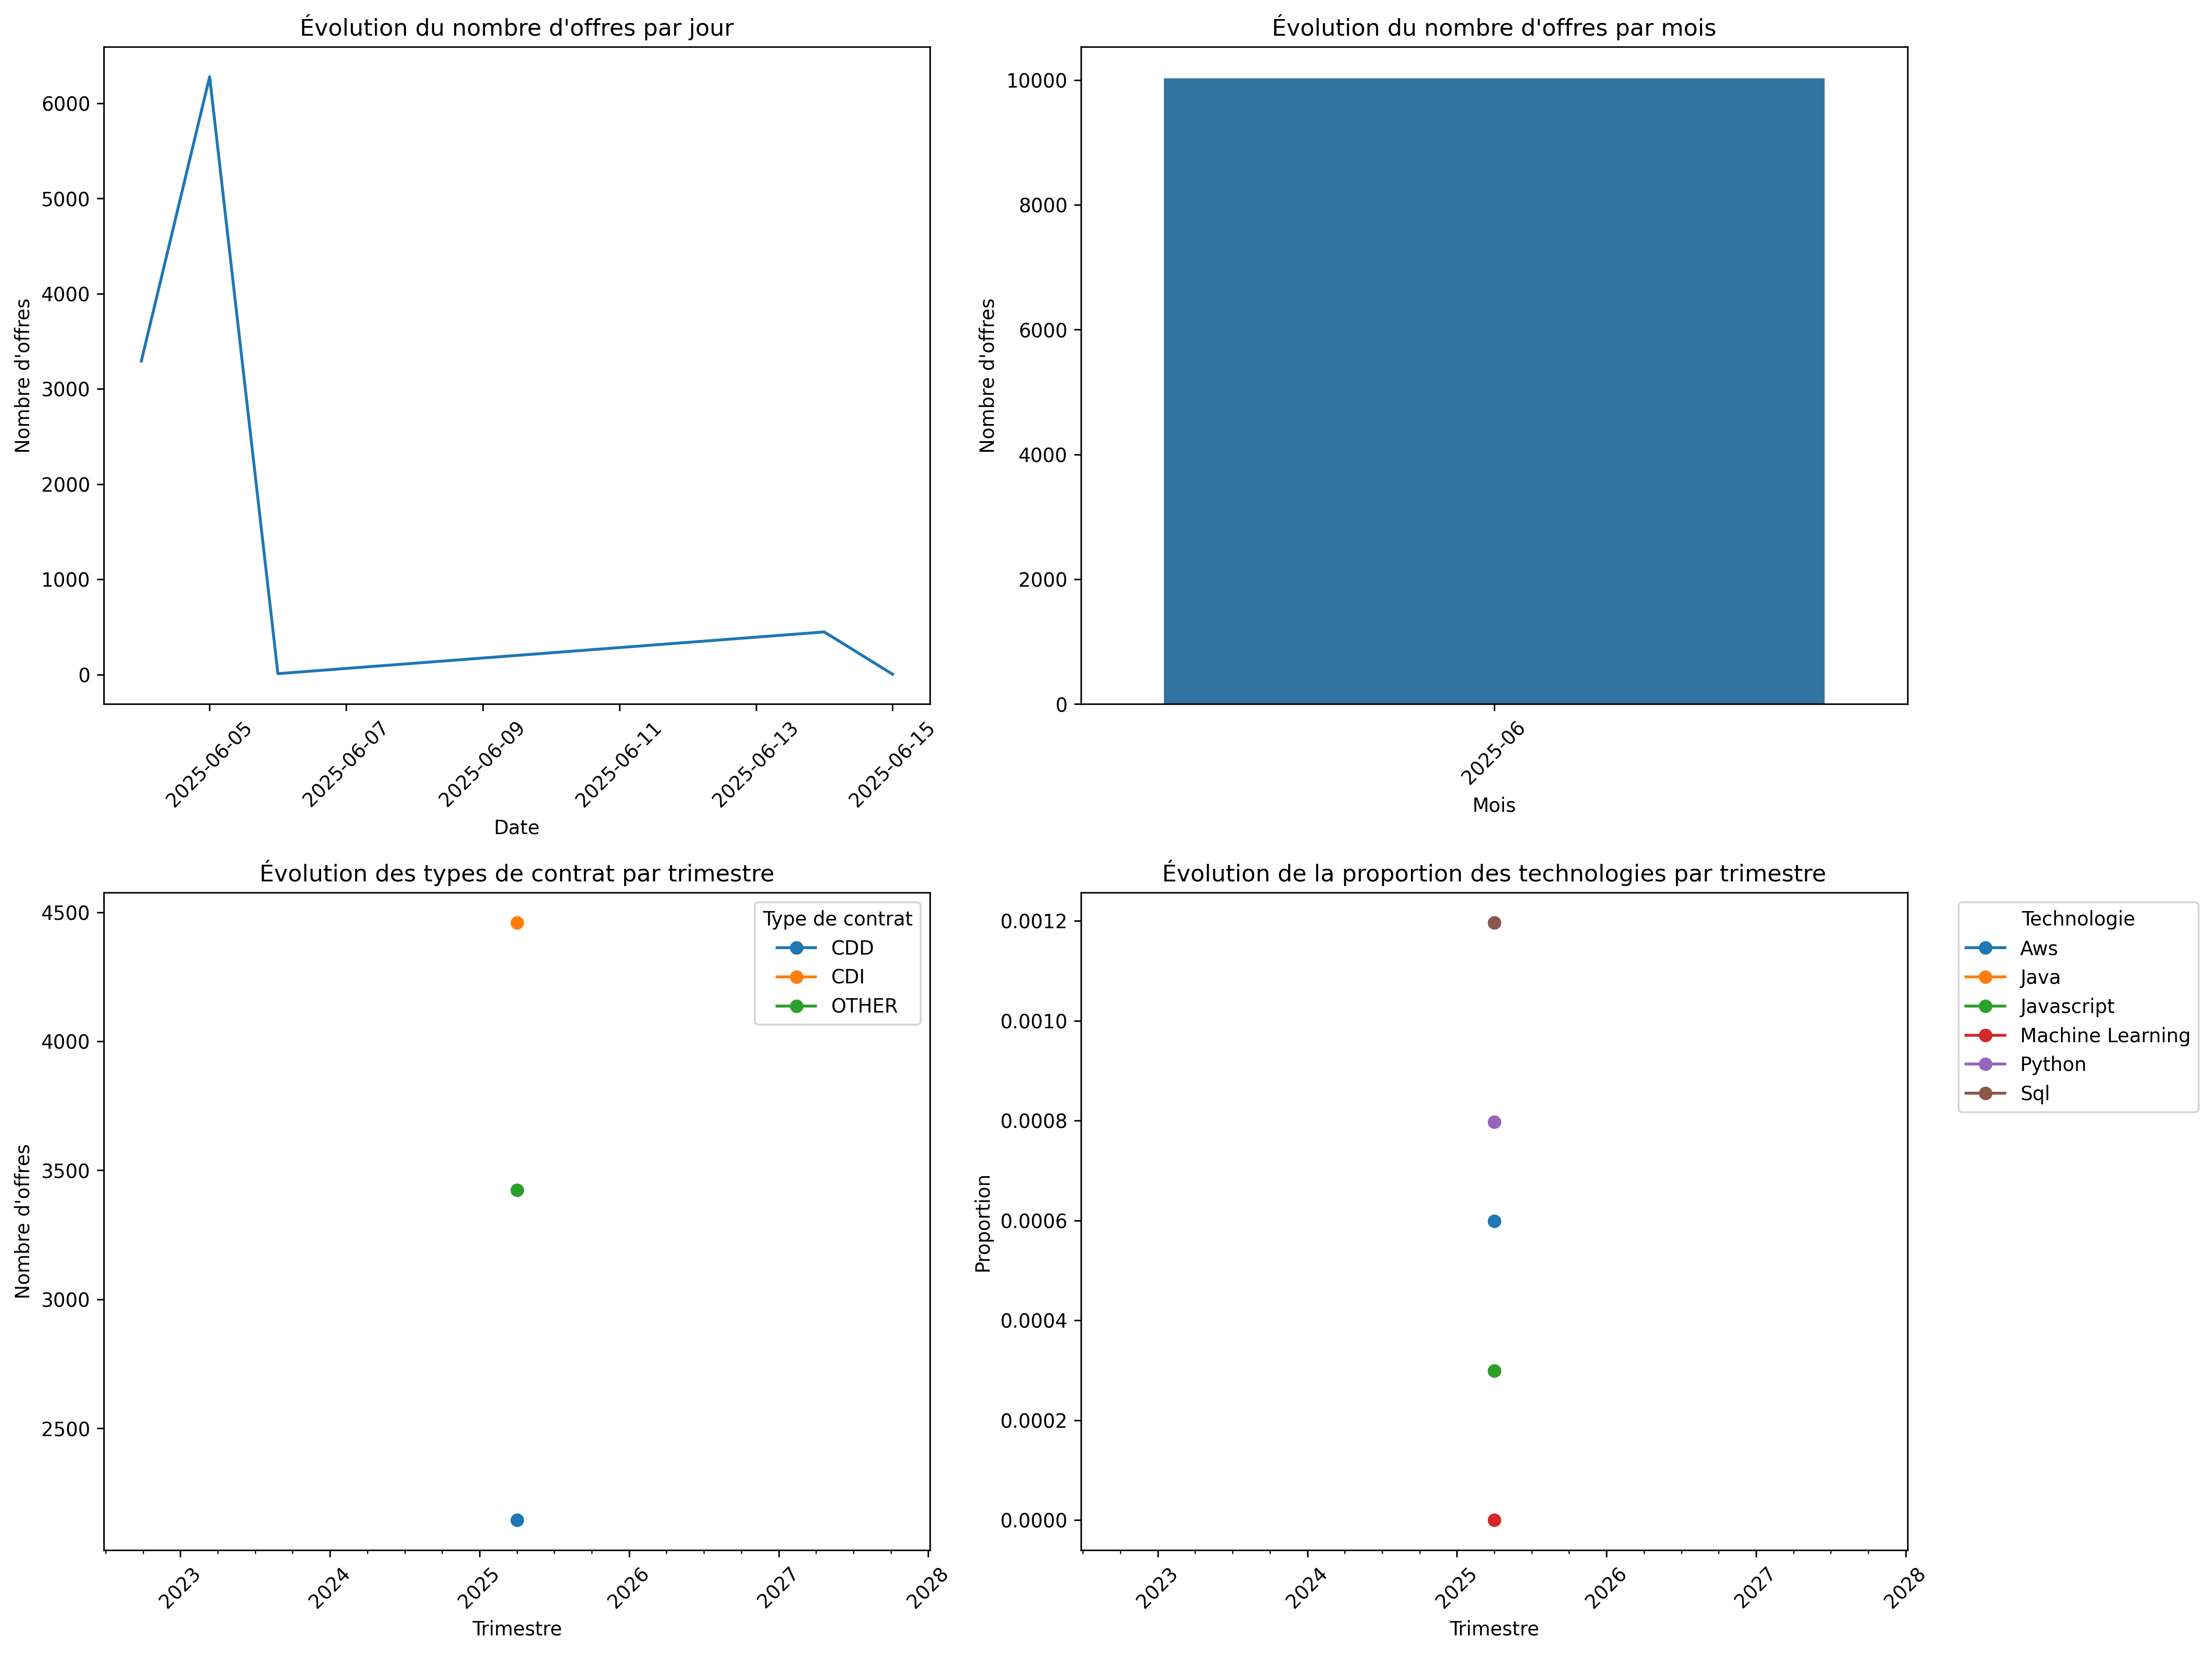 Évolution du nombre d'offres par jour
Nombre d'offres
6000
5000
4000
3000
2000
1000
0
2025-06-05
2025-06-07
2025-06-09
2025-06-11
2025-06-13
2025-06-15
Date
Évolution du nombre d'offres par mois
Nombre d'offres
10000
8000
6000
4000
2000
0
2025-06
Mois
Évolution des types de contrat par trimestre
Nombre d'offres
4500
4000
3500
3000
2500
Type de contrat
CDD
CDI
OTHER
2023
2024
2025
2026
2027
2028
Trimestre
Évolution de la proportion des technologies par trimestre
Proportion
0.0012
0.0010
0.0008
0.0006
0.0004
0.0002
0.0000
2023
2024
2025
2026
2027
2028
Trimestre
Technologie
Aws
Java
Javascript
Machine Learning
Python
Sql